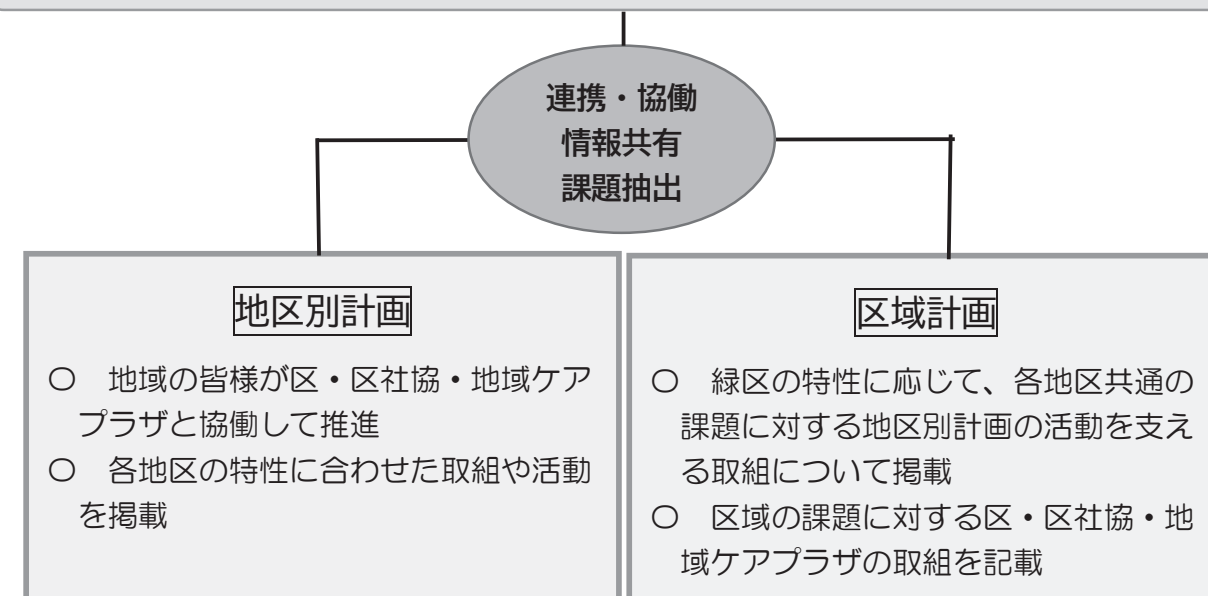 連携・協働
情報共有
課題抽出
地区別計画
〇　地域の皆様が区・区社協・地域ケア
プラザと協働して推進
〇　各地区の特性に合わせた取組や活動
を掲載
区域計画
〇　緑区の特性に応じて、各地区共通の
課題に対する地区別計画の活動を支え
る取組について掲載
〇　区域の課題に対する区・区社協・地
域ケアプラザの取組を記載